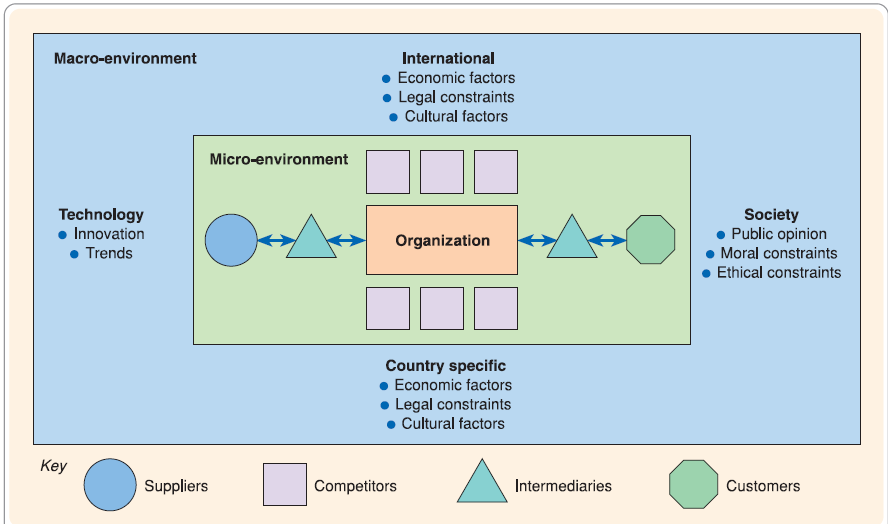 Macro-environment
International
Economic factors
Legal constraints
Cultural factors
Micro-environment
Technology
Innovation
Trends
Organization
Society
Public opinion
Moral constraints
Ethical constraints
Country specific
Economic factors
Legal constraints
Cultural factors
Key
Suppliers
Competitors
Intermediaries
Customers